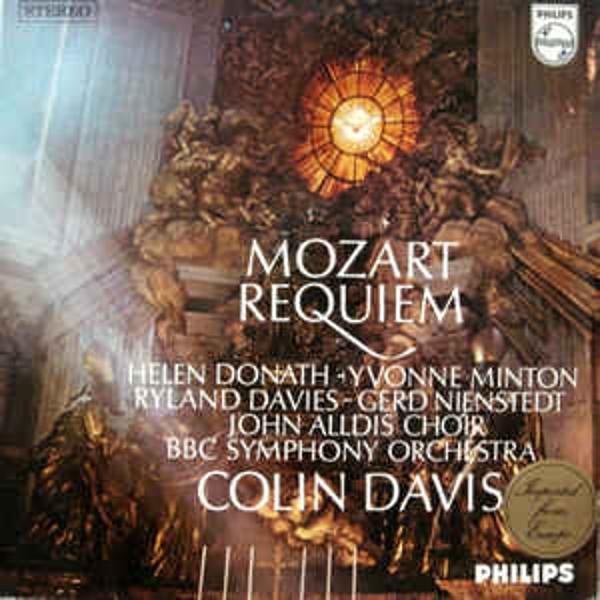 STEREO
PHILIPS
MOZART
REQUIEM
HELEN DONATH - YVONNE MINTON
RYLAND DAVIES - GERD NIENSTEDT
JOHN ALLDIS CHOIR
BBC SYMPHONY ORCHESTRA
COLIN DAVIS
Imported
from
Europe
PHILIPS